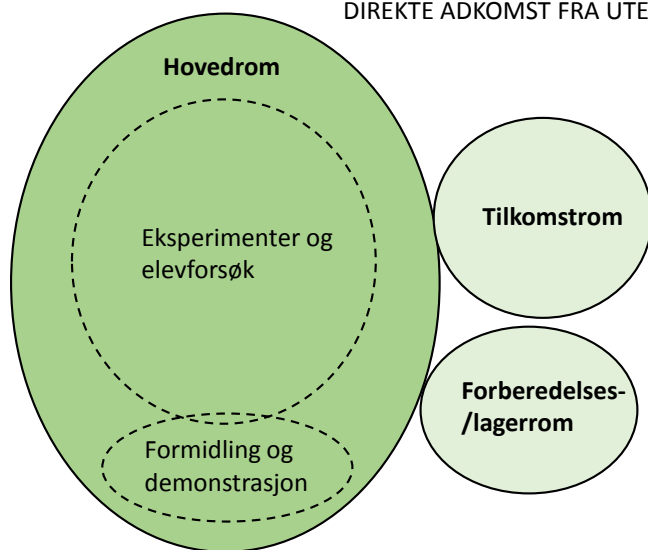 DIREKTE ADKOMST FRA UTE
Hovedrom
Eksperimenter og
elevforsøk
Tilkomstrom
Forberedelses-
/lagerrom
Formidling og
demonstrasjon